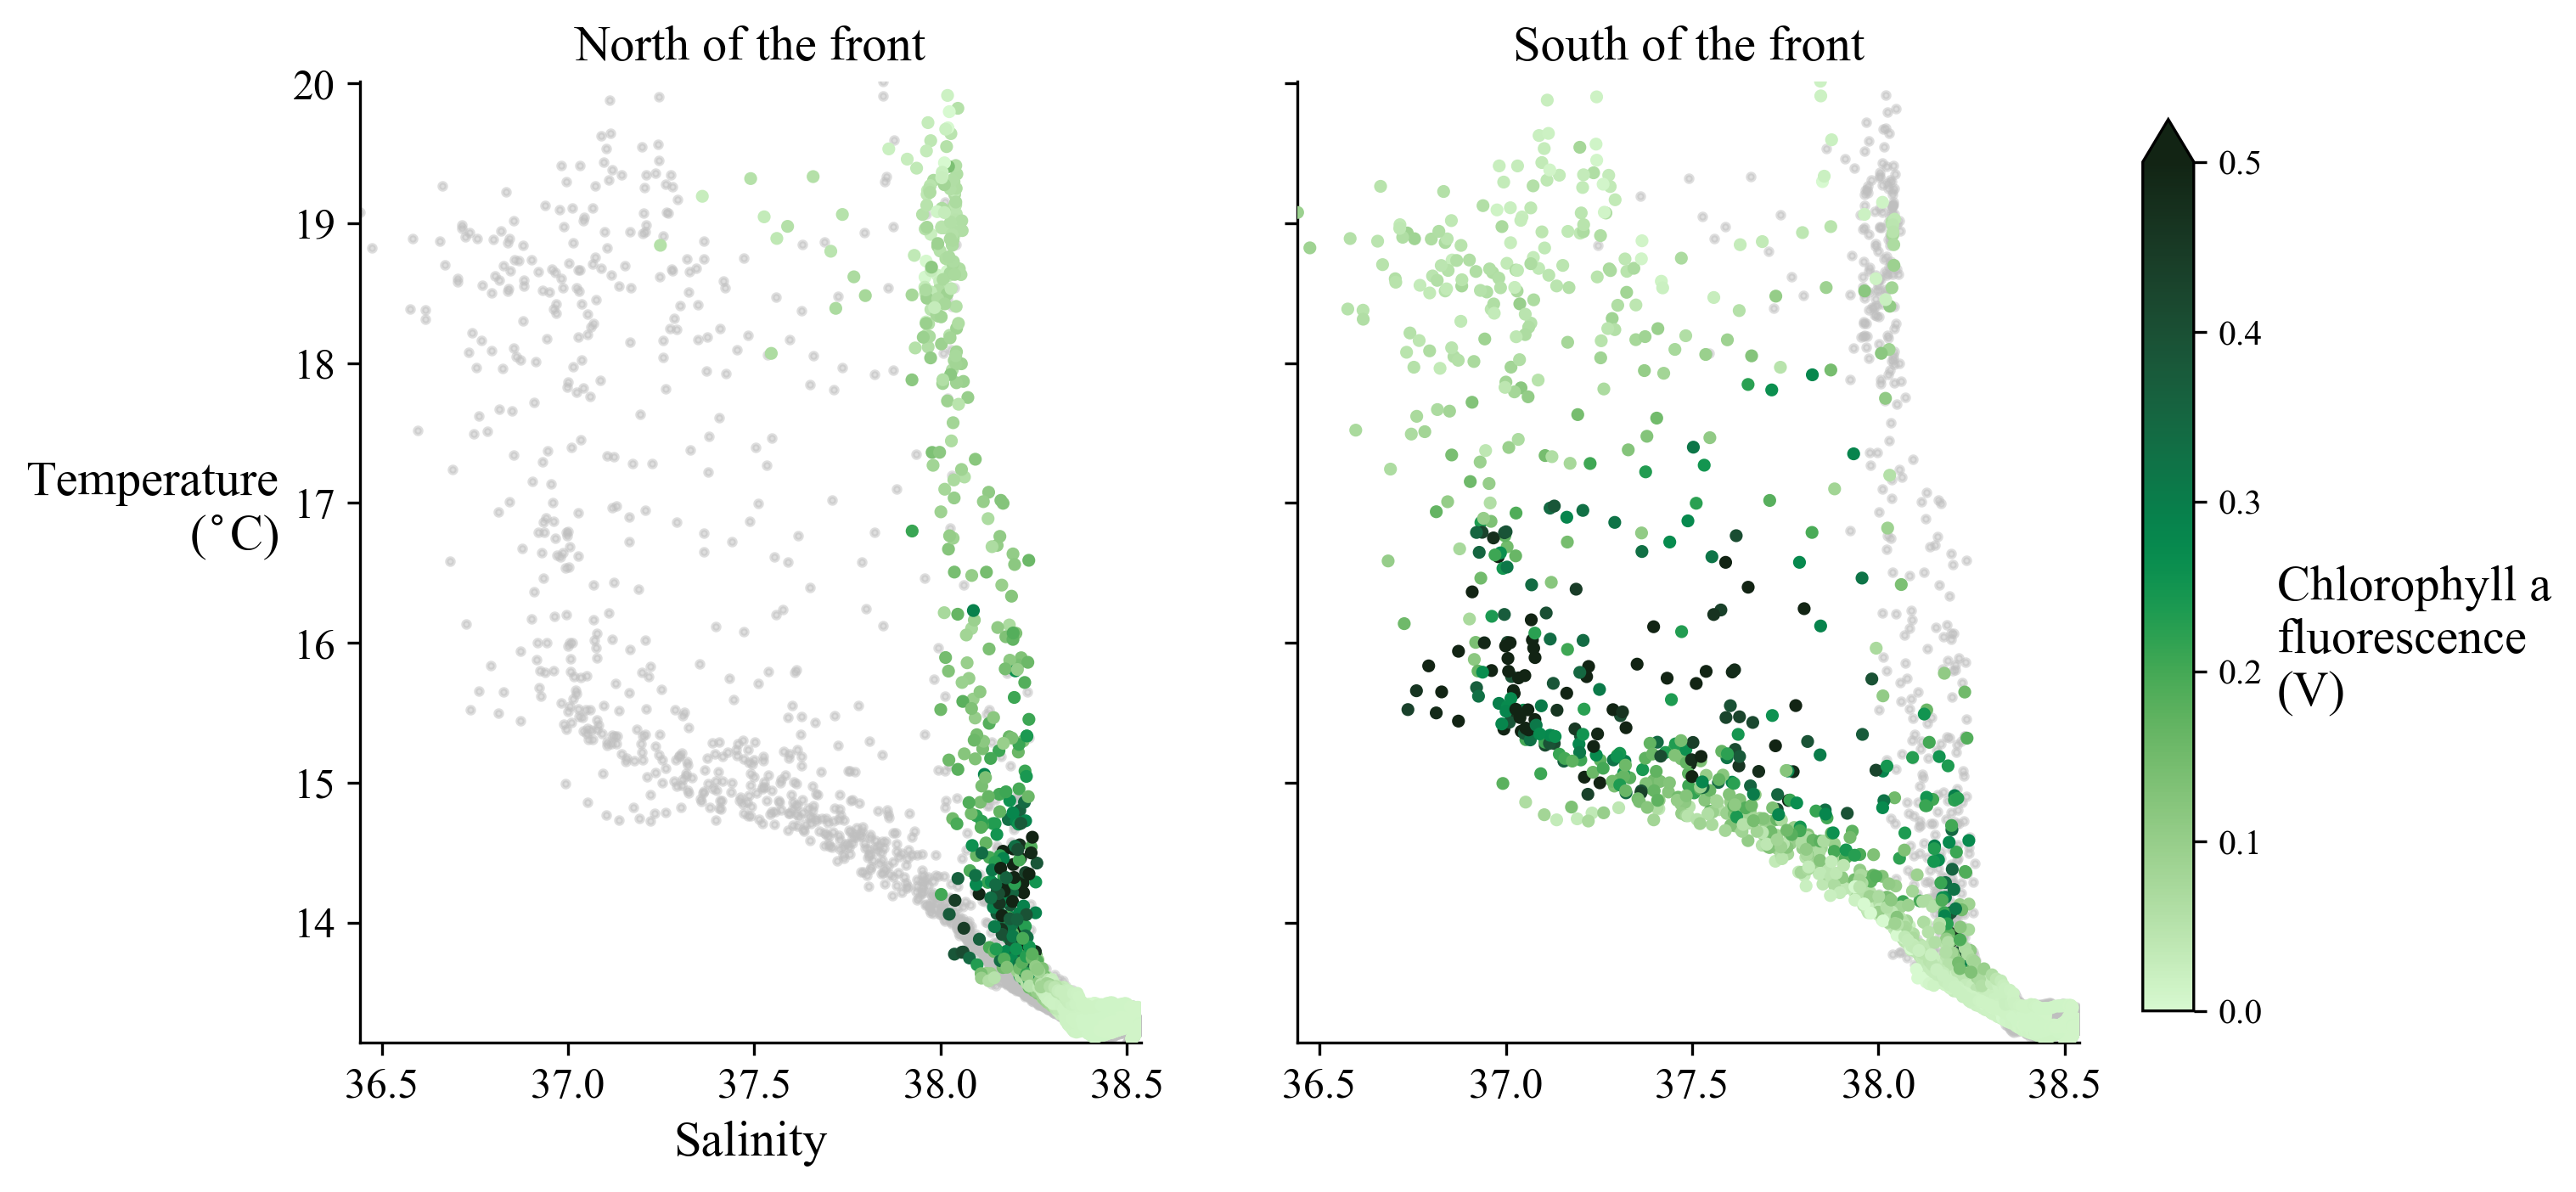 North of the front
South of the front
20
19
18
17
16
15
14
Temperature
(°C)
36.5
37.0
37.5
38.0
38.5
Salinity
36.5
37.0
37.5
38.0
38.5
0.5
0.4
0.3
0.2
0.1
0.0
Chlorophyll a
fluorescence
(V)